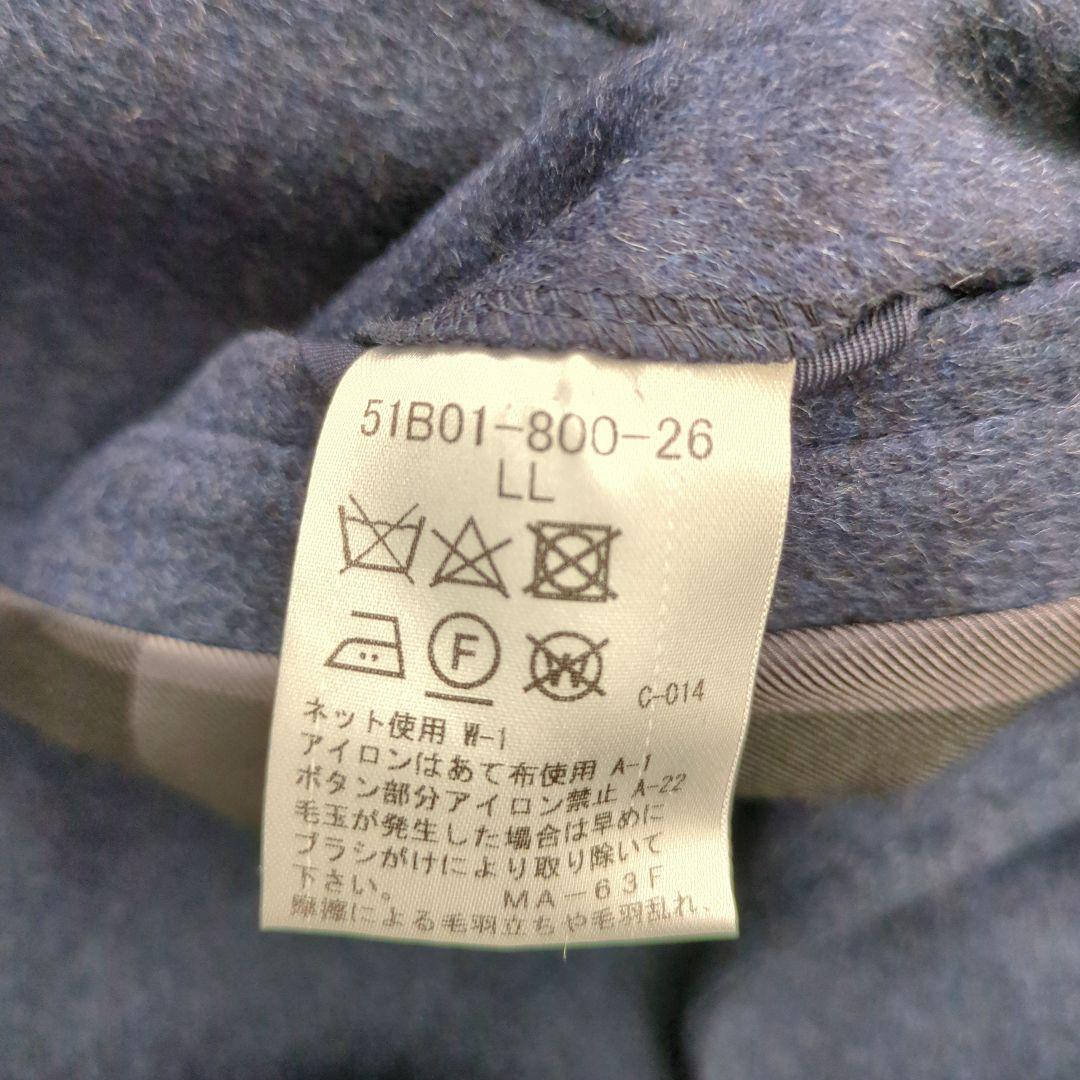 51B01-800-26
LL
F W
C-014
ネット使用 W-1
アイロンはあて布使用 A-1
ボタン部分アイロン禁止 A-22
毛玉が発生した場合は早めに
ブラシがけにより取り除いて
下さい。 MA-63F
摩擦による毛羽立ちや毛羽乱れ、